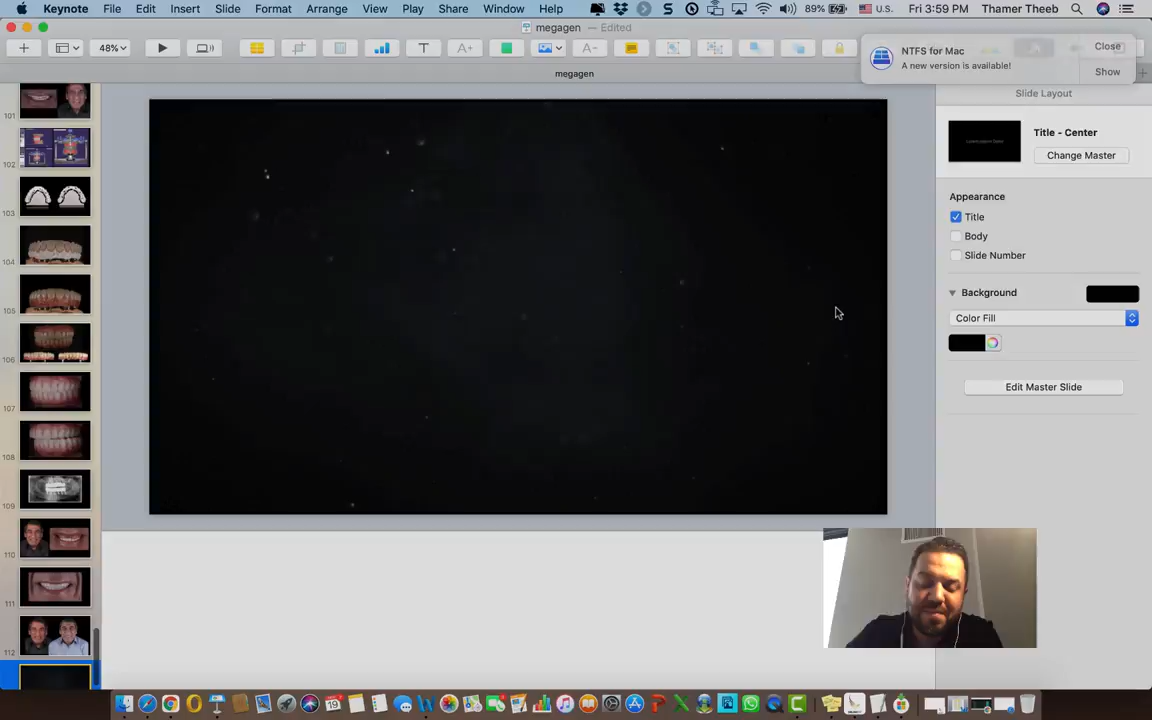 Keynote File Edit Insert Slide Format Arrange View Play Share Window Help 89% U.S. Fri 3:59 PM Thamer Theeb
megagen — Edited
48%
megagen
NTFS for Mac
A new version is available!
Close
Show
Slide Layout
Title - Center
Change Master
Appearance
Title
Body
Slide Number
Background
Color Fill
Edit Master Slide
101
102
103
104
105
106
107
108
109
110
111
112